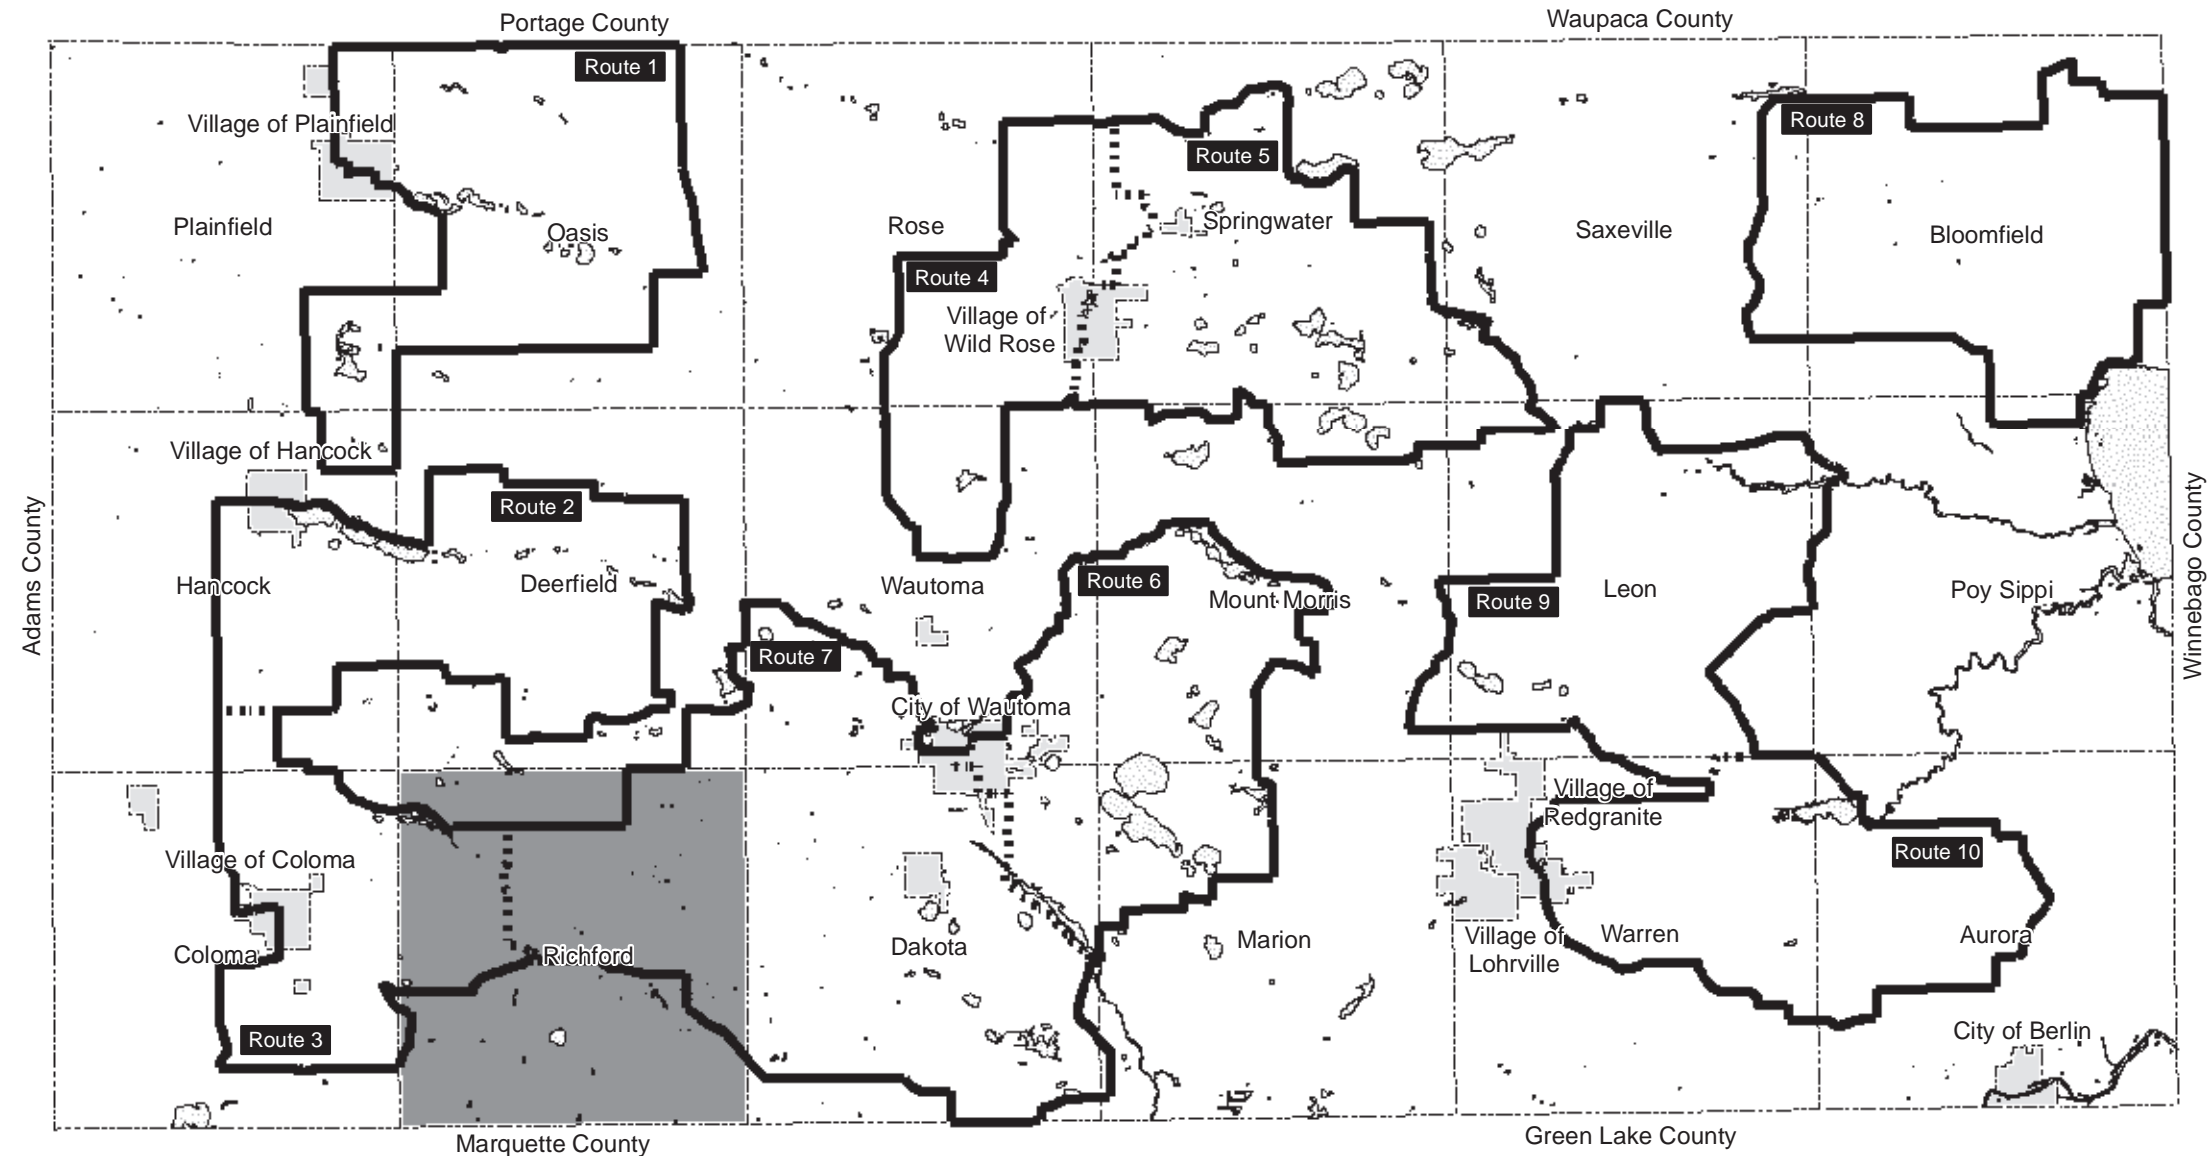 Portage County
Waupaca County
Route 1
Village of Plainfield
Route 8
Route 5
Plainfield
Oasis
Rose
Springwater
Saxeville
Bloomfield
Route 4
Village of
Wild Rose
Village of Hancock
Route 2
Adams County
Winnebago County
Hancock
Deerfield
Wautoma
Route 6
Mount Morris
Route 9
Leon
Poy Sippi
Route 7
City of Wautoma
Village of
Redgranite
Village of Coloma
Route 10
Coloma
Richford
Dakota
Marion
Village of
Lohrville
Warren
Aurora
Route 3
City of Berlin
Marquette County
Green Lake County